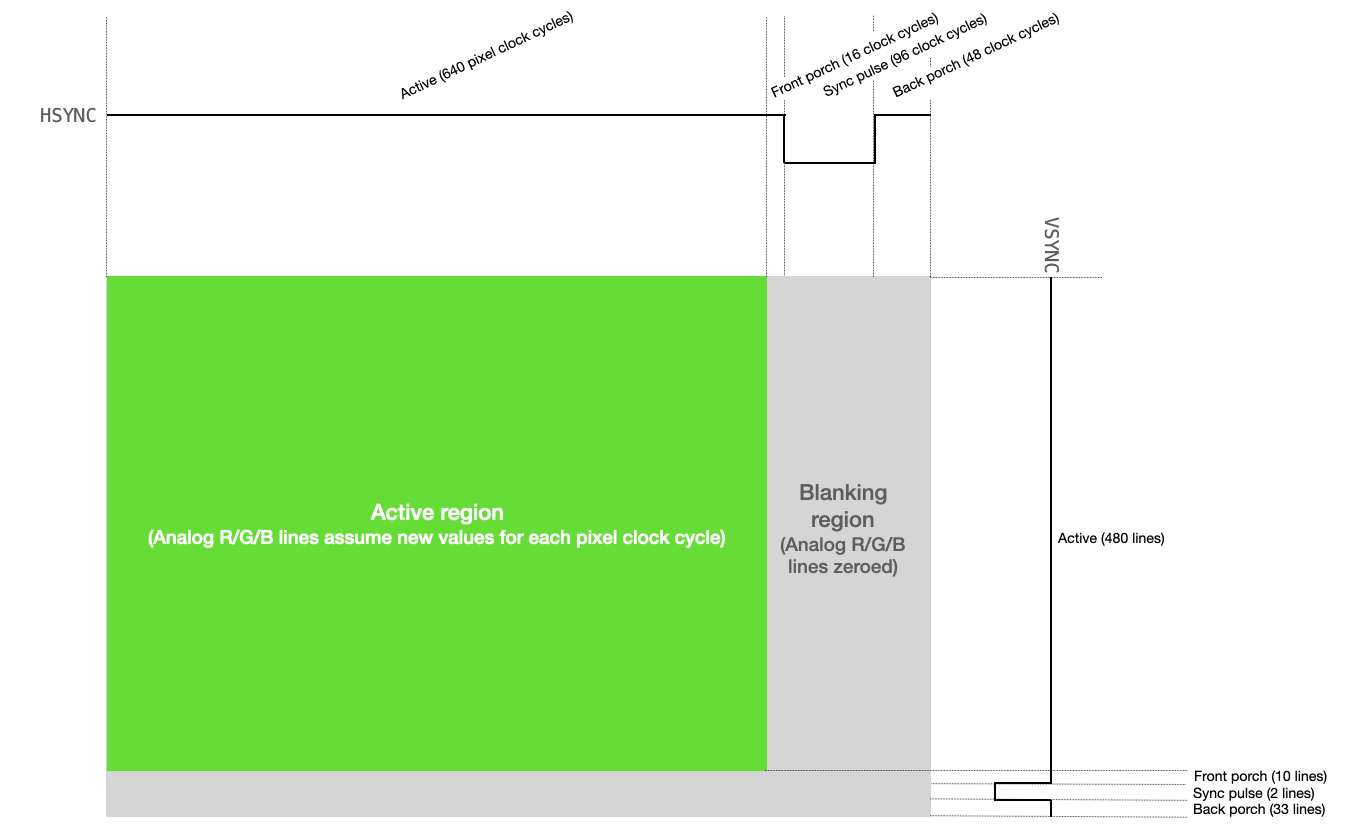 Active (640 pixel clock cycles)
Front porch (16 clock cycles)
Sync pulse (96 clock cycles)
Back porch (48 clock cycles)
HSYNC
VSYNC
Active region
(Analog R/G/B lines assume new values for each pixel clock cycle)
Blanking
region
(Analog R/G/B
lines zeroed)
Active (480 lines)
Front porch (10 lines)
Sync pulse (2 lines)
Back porch (33 lines)